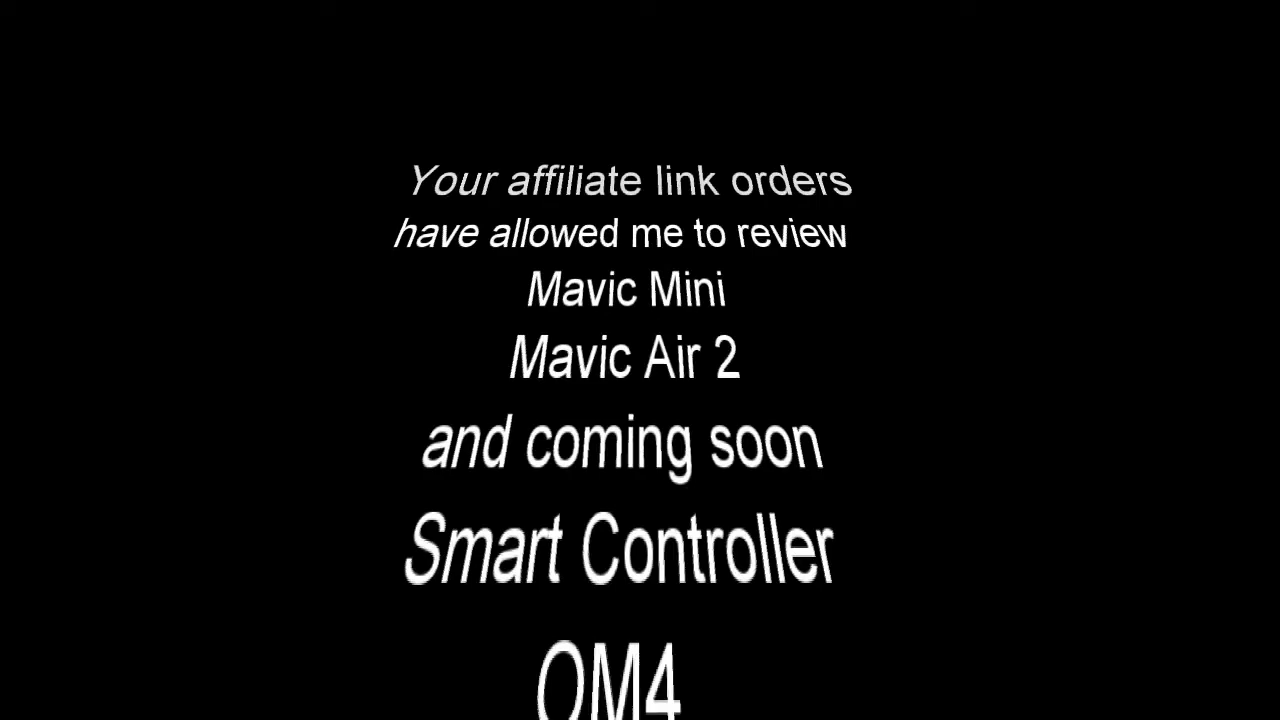 Your affiliate link orders
have allowed me to review
Mavic Mini
Mavic Air 2
and coming soon
Smart Controller
OM4